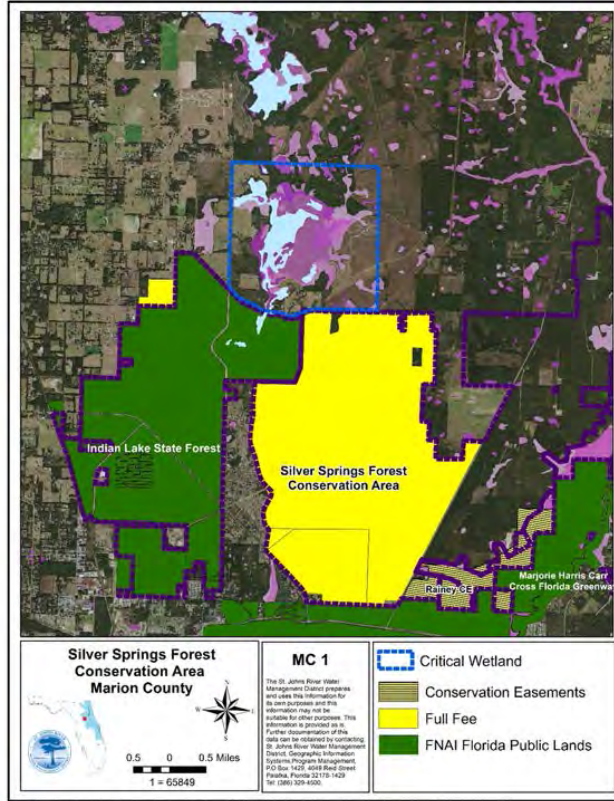 Indian Lake State Forest
Silver Springs Forest
Conservation Area
Rainey CE
Marjorie Harris Carr
Cross Florida Greenway
Silver Springs Forest
Conservation Area
Marion County
N
W
E
S
0.5 0 0.5 Miles
1 = 65849
MC 1
The St. Johns River Water
Management District prepares
and uses this information for
its own purposes and this
information may not be
suitable for other purposes. This
information is provided as is.
Further documentation of this
data can be obtained by contacting:
St. Johns River Water Management
District, Geographic Information
Systems, Program Management,
P.O. Box 1429, 4049 Reid Street
Palatka, Florida 32178-1429
Tel: (386) 329-4500.
Critical Wetland
Conservation Easements
Full Fee
FNAI Florida Public Lands